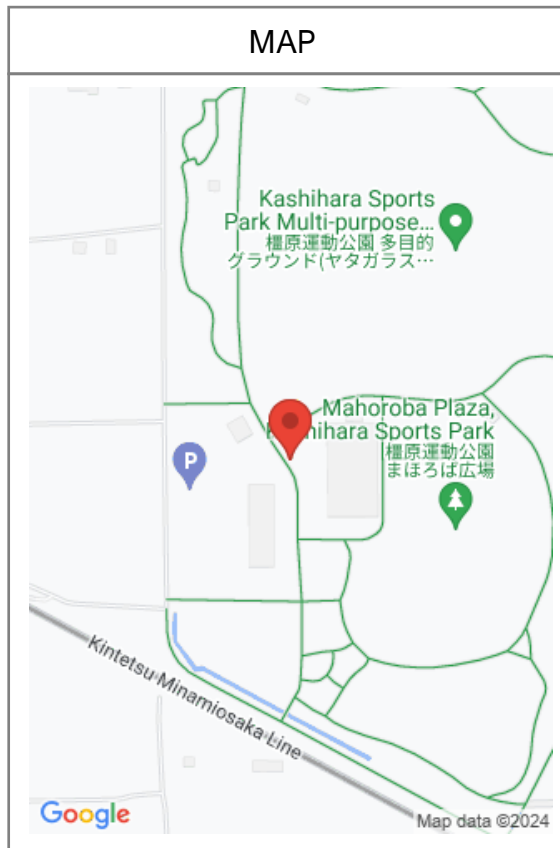 MAP
Kashihara Sports
Park Multi-purpose...
橿原運動公園 多目的
グラウンド(ヤタガラス…
Mahoroba Plaza,
hihara Sports Park
橿原運動公園
まほろば広場
P
Kintetsu Minamiosaka Line
Google
Map data ©2024